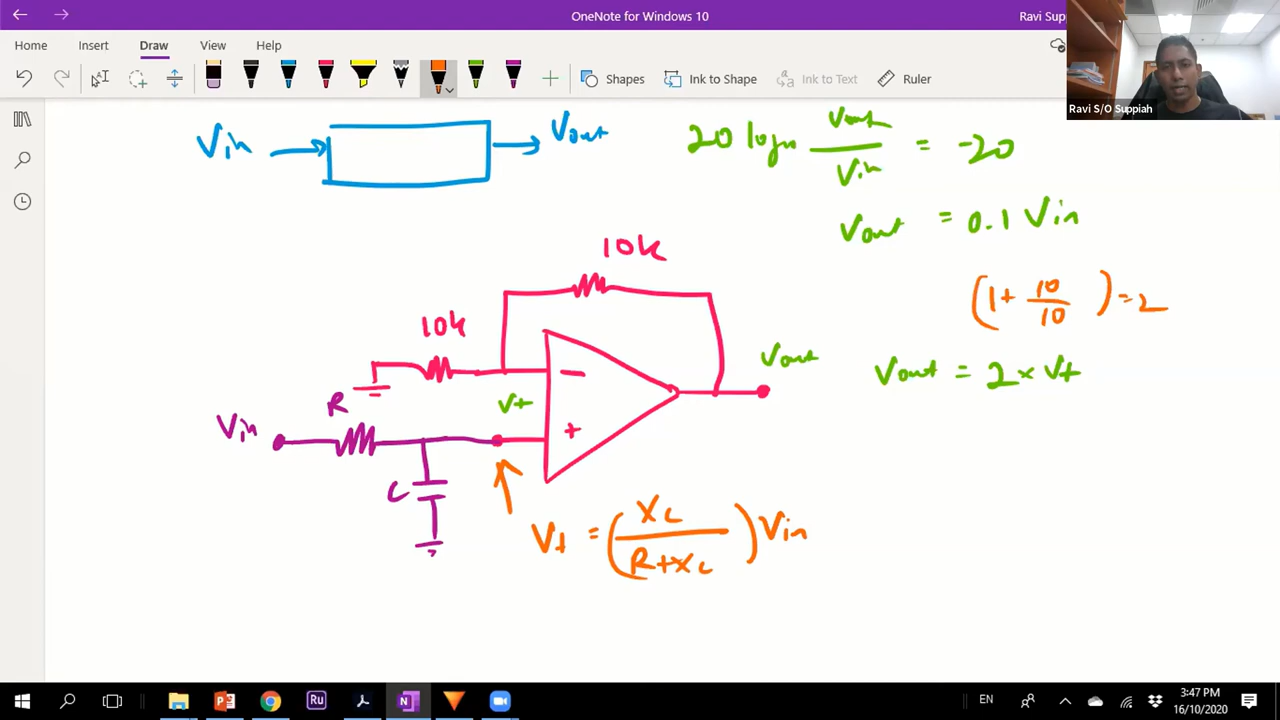 OneNote for Windows 10
Ravi Sup
Home Insert Draw View Help
Shapes Ink to Shape Ink to Text Ruler
Ravi S/O Suppiah
Vin Vout
20 log10 Vout / Vin = -20
Vout = 0.1 Vin
10k
(1 + 10 / 10) = 2
10k
Vout
Vout = 2 × V+
R
V+
Vin
-
+
C
V+ = (Xc / R+Xc) Vin
EN
3:47 PM
16/10/2020